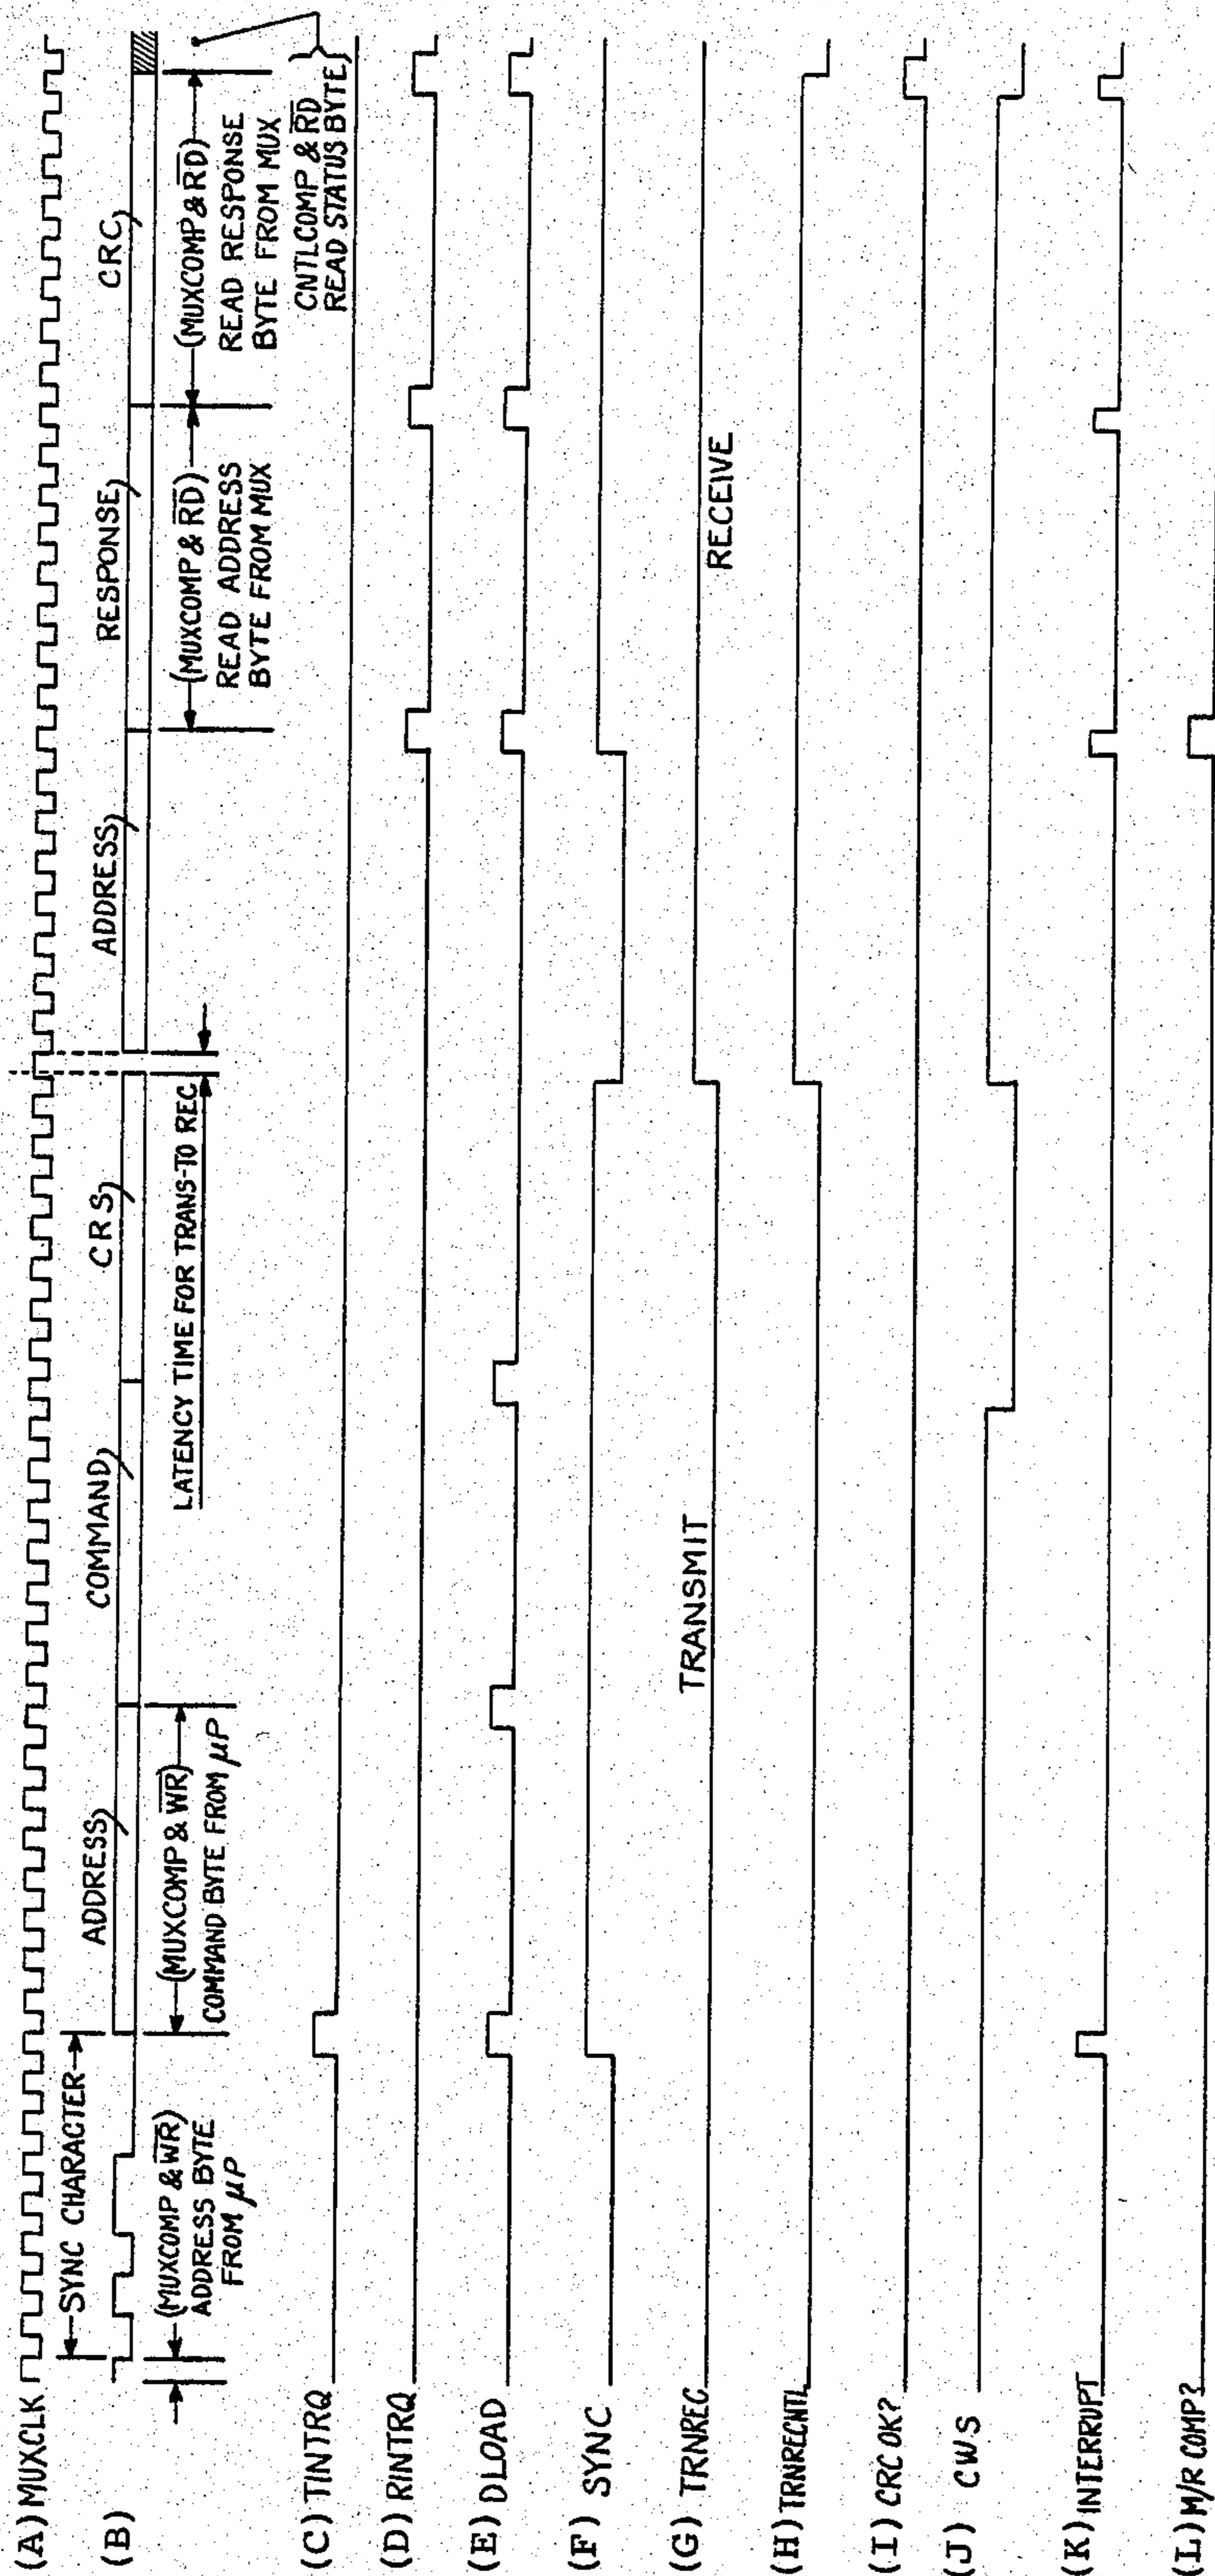 (A) MUXCLK
(B)
SYNC CHARACTER
ADDRESS
COMMAND
CRS
ADDRESS
RESPONSE
CRC
(MUXCOMP & WR)
ADDRESS BYTE
FROM μP
(MUXCOMP & WR)
COMMAND BYTE FROM μP
LATENCY TIME FOR TRANS-TO REC
(MUXCOMP & RD)
READ ADDRESS
BYTE FROM MUX
(MUXCOMP & RD)
READ RESPONSE
BYTE FROM MUX
CNTLCOMP & RD
READ STATUS BYTE
(C) TINTRQ
(D) RINTRQ
(E) DLOAD
(F) SYNC
(G) TRNREC
TRANSMIT
RECEIVE
(H) TRNRECNTL
(I) CRC OK?
(J) CWS
(K) INTERRUPT
(L) M/R COMP?